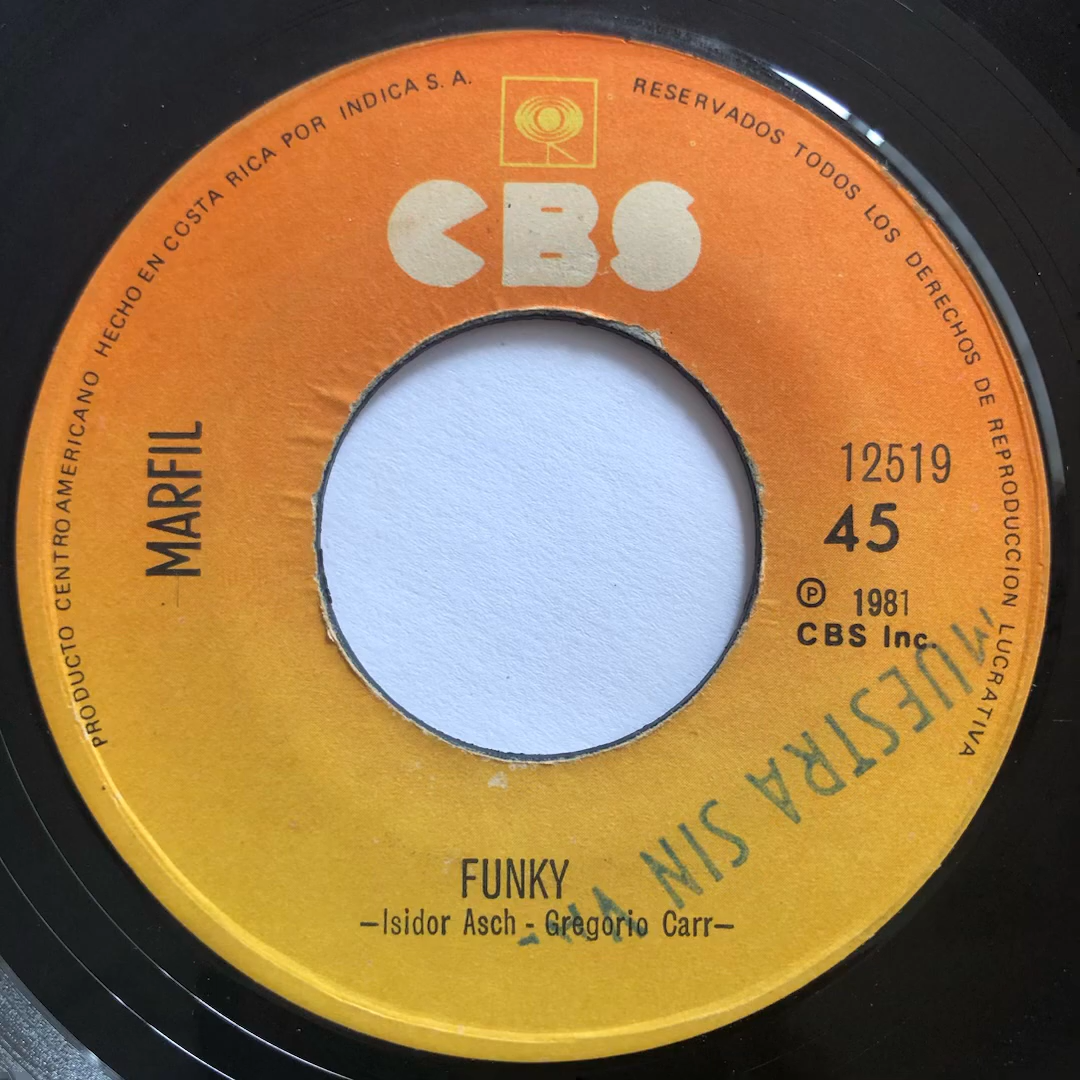 PRODUCTO CENTROAMERICANO HECHO EN COSTA RICA POR INDICA S. A.
RESERVADOS TODOS LOS DERECHOS DE REPRODUCCION LUCRATIVA
CBS
MARFIL
12519
45
Ⓟ 1981
CBS Inc.
MUESTRA SIN
FUNKY
—Isidor Asch - Gregorio Carr—